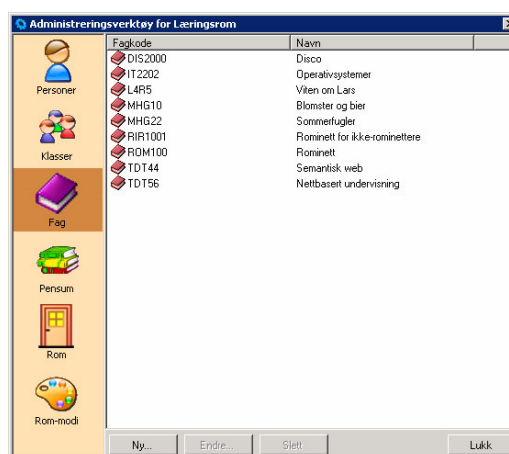 Administreringsverktøy for Læringsrom
Personer
Klasser
Fag
Pensum
Rom
Rom-modi
Fagkode Navn
DIS2000 Disco
IT2202 Operativsystemer
L4R5 Viten om Lars
MHG10 Blomster og bier
MHG22 Sommerfugler
RIR1001 Rominett for ikke-rominettere
ROM100 Rominett
TDT44 Semantisk web
TDT56 Nettbasert undervisning
Ny... Endre... Slett Lukk